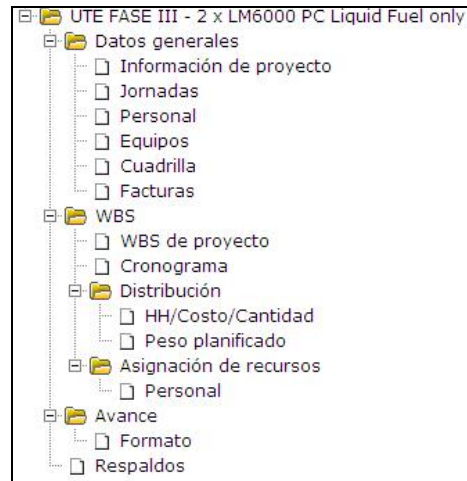 UTE FASE III - 2 x LM6000 PC Liquid Fuel only
Datos generales
Información de proyecto
Jornadas
Personal
Equipos
Cuadrilla
Facturas
WBS
WBS de proyecto
Cronograma
Distribución
HH/Costo/Cantidad
Peso planificado
Asignación de recursos
Personal
Avance
Formato
Respaldos